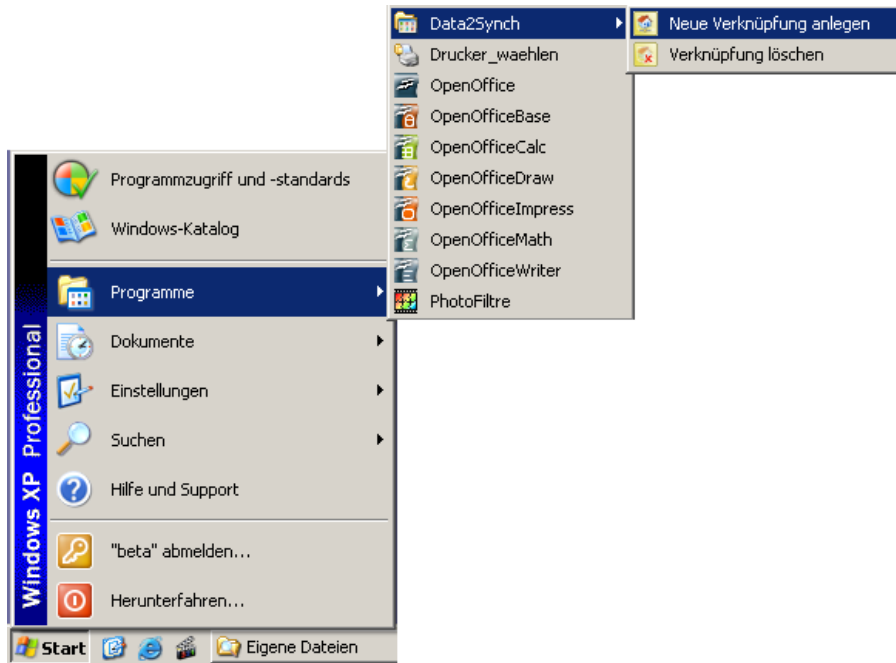 Data2Synch
Neue Verknüpfung anlegen
Drucker_waehlen
Verknüpfung löschen
OpenOffice
OpenOfficeBase
OpenOfficeCalc
OpenOfficeDraw
OpenOfficeImpress
OpenOfficeMath
OpenOfficeWriter
PhotoFiltre
Windows XP Professional
Programmzugriff und -standards
Windows-Katalog
Programme
Dokumente
Einstellungen
Suchen
Hilfe und Support
"beta" abmelden...
Herunterfahren...
Start
Eigene Dateien